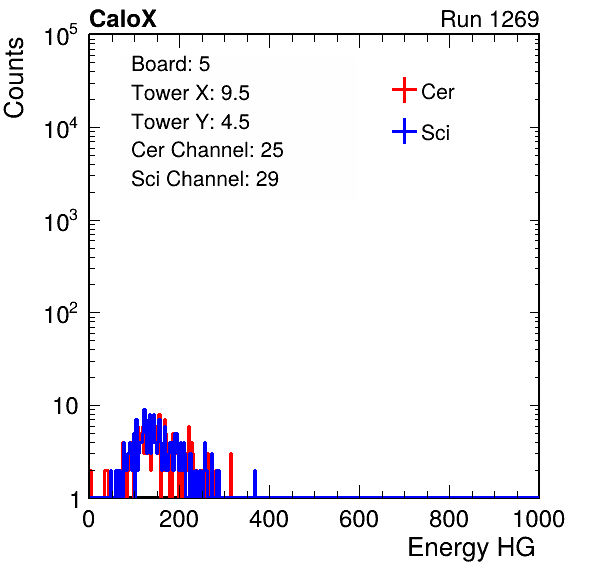 CaloX Run 1269
Counts
Board: 5
Tower X: 9.5
Tower Y: 4.5
Cer Channel: 25
Sci Channel: 29
Cer
Sci
10^5
10^4
10^3
10^2
10
1
0 200 400 600 800 1000
Energy HG